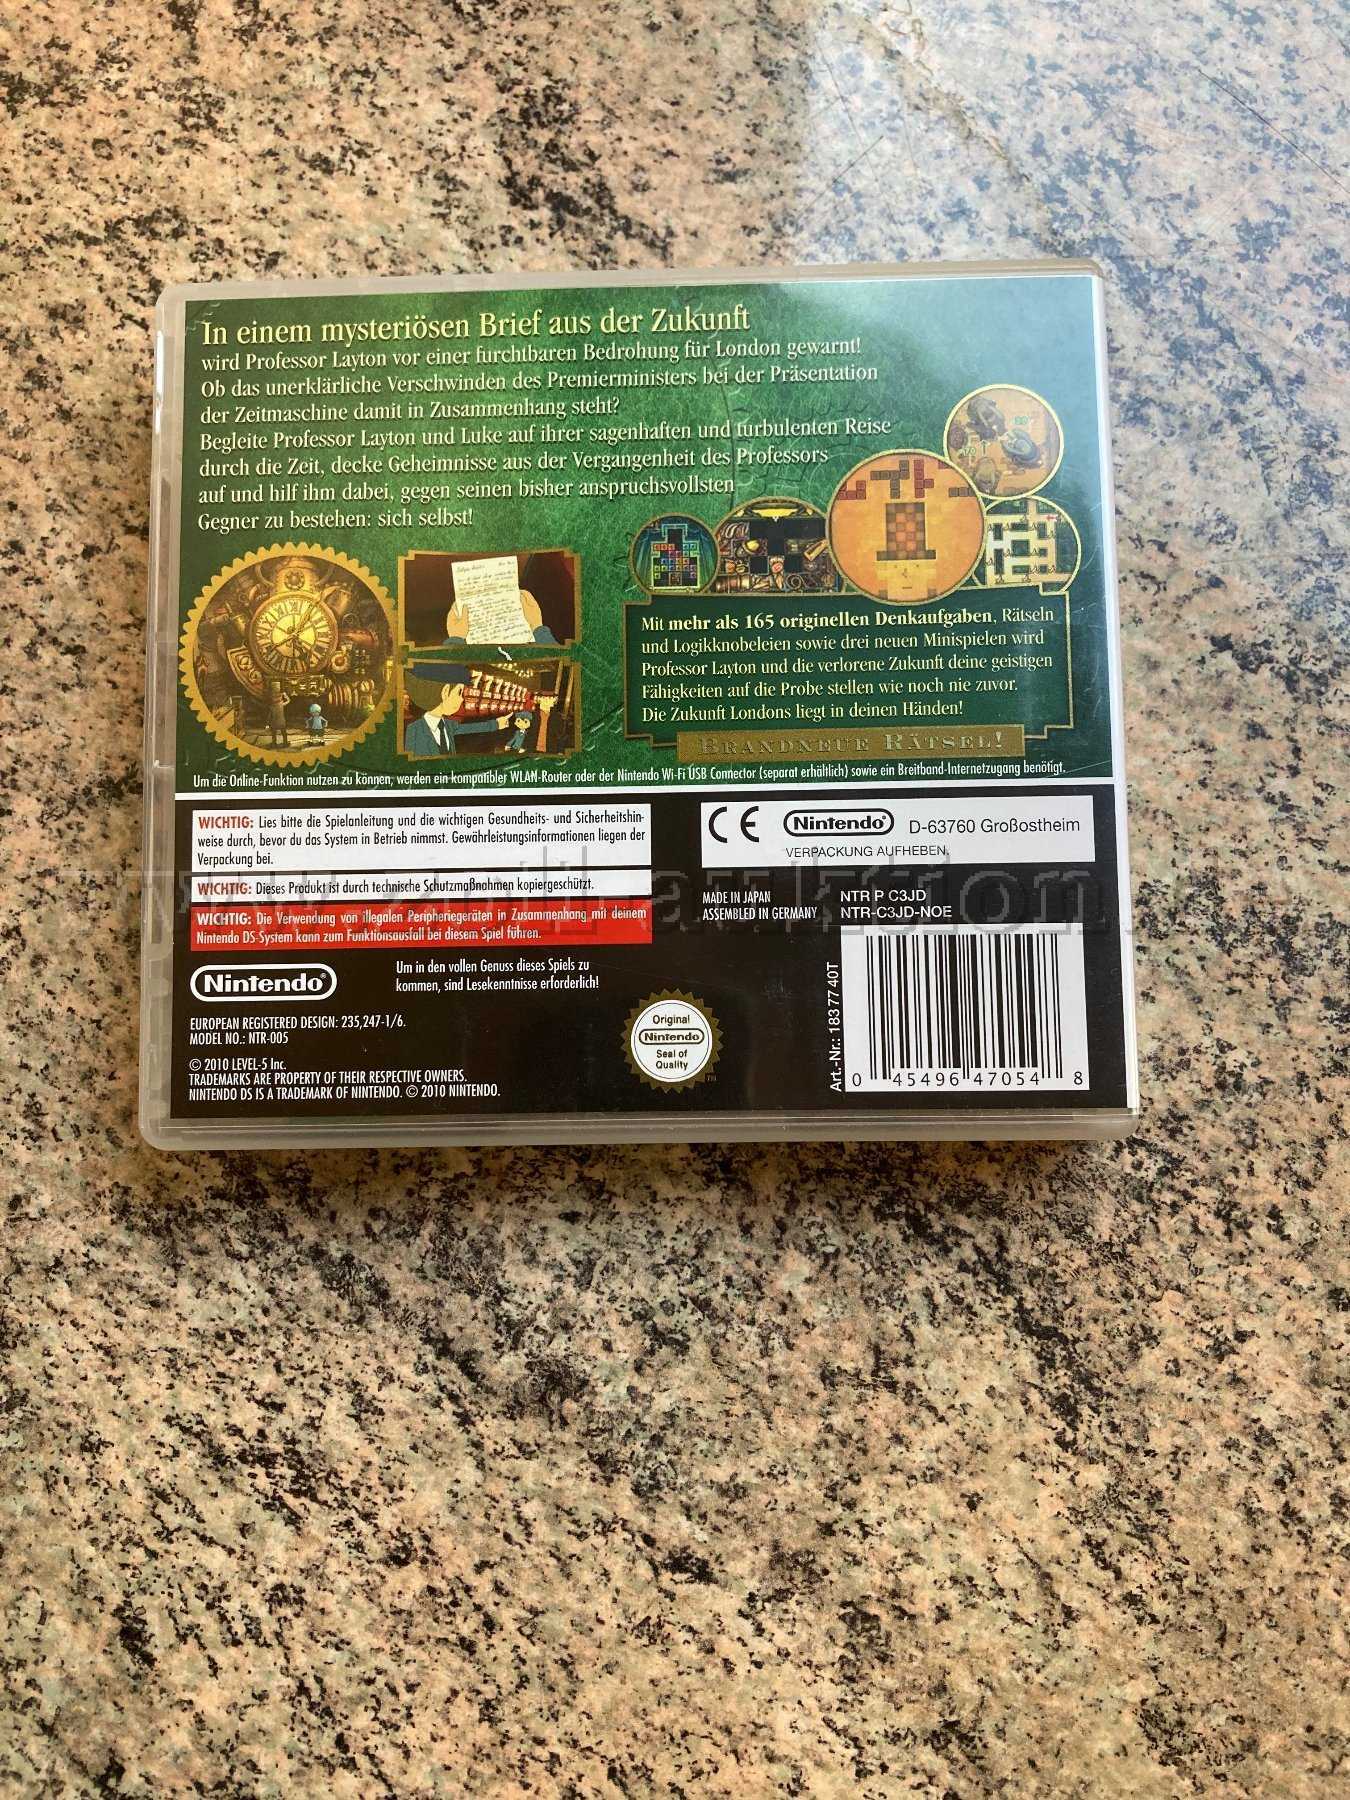 In einem mysteriösen Brief aus der Zukunft
wird Professor Layton vor einer furchtbaren Bedrohung für London gewarnt!
Ob das unerklärliche Verschwinden des Premierministers bei der Präsentation
der Zeitmaschine damit in Zusammenhang steht?
Begleite Professor Layton und Luke auf ihrer sagenhaften und turbulenten Reise
durch die Zeit, decke Geheimnisse aus der Vergangenheit des Professors
auf und hilf ihm dabei, gegen seinen bisher anspruchsvollsten
Gegner zu bestehen: sich selbst!
Mit mehr als 165 originellen Denkaufgaben, Rätseln
und Logikknobeleien sowie drei neuen Minispielen wird
Professor Layton und die verlorene Zukunft deine geistigen
Fähigkeiten auf die Probe stellen wie noch nie zuvor.
Die Zukunft Londons liegt in deinen Händen!
BRANDNEUE RÄTSEL!
Um die Online-Funktion nutzen zu können, werden ein kompatibler WLAN-Router oder der Nintendo Wi-Fi USB Connector (separat erhältlich) sowie ein Breitband-Internetzugang benötigt.
WICHTIG: Lies bitte die Spielanleitung und die wichtigen Gesundheits- und Sicherheitshin-
weise durch, bevor du das System in Betrieb nimmst. Gewährleistungsinformationen liegen der
Verpackung bei.
WICHTIG: Dieses Produkt ist durch technische Schutzmaßnahmen kopiergeschützt.
WICHTIG: Die Verwendung von illegalen Peripheriegeräten in Zusammenhang mit deinem
Nintendo DS-System kann zum Funktionsausfall bei diesem Spiel führen.
CE Nintendo D-63760 Großostheim
VERPACKUNG AUFHEBEN.
MADE IN JAPAN
ASSEMBLED IN GERMANY
NTR P C3JD
NTR-C3JD-NOE
Nintendo
Um in den vollen Genuss dieses Spiels zu
kommen, sind Lesekenntnisse erforderlich!
EUROPEAN REGISTERED DESIGN: 235,247-1/6.
MODEL NO.: NTR-005
© 2010 LEVEL-5 Inc.
TRADEMARKS ARE PROPERTY OF THEIR RESPECTIVE OWNERS.
NINTENDO DS IS A TRADEMARK OF NINTENDO. © 2010 NINTENDO.
Original
Nintendo
Seal of
Quality
TM
Art.-Nr.: 183 77 40T
0 45496 47054 8